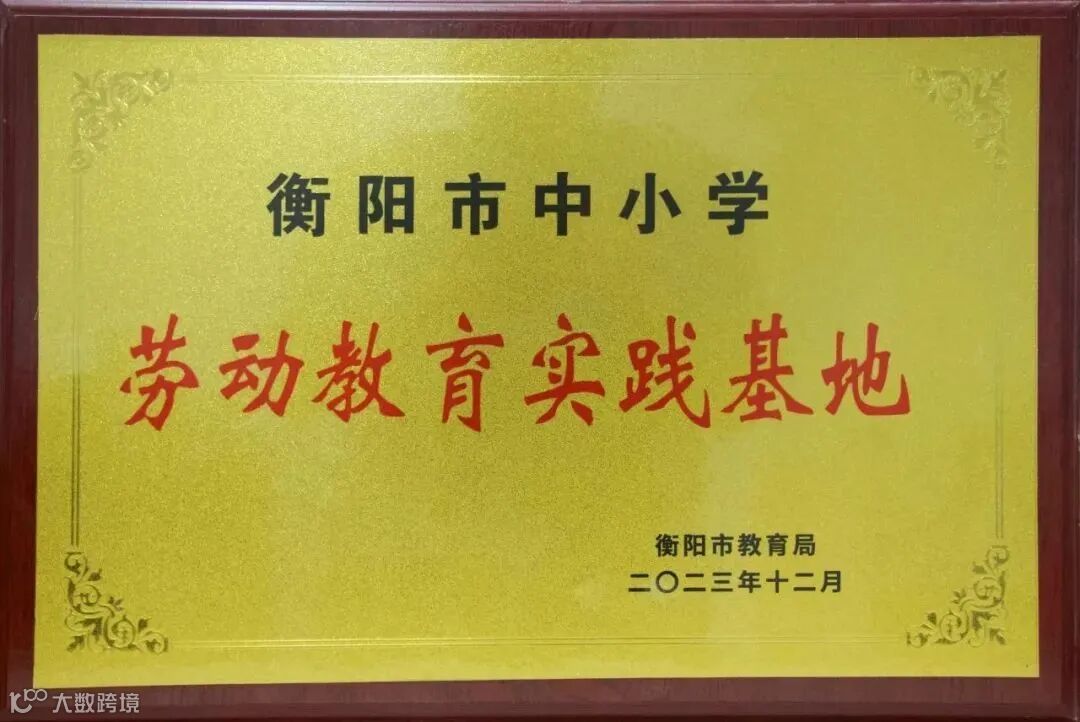 衡阳市中小学
劳动教育实践基地
衡阳市教育局
二〇二三年十二月
大数跨境